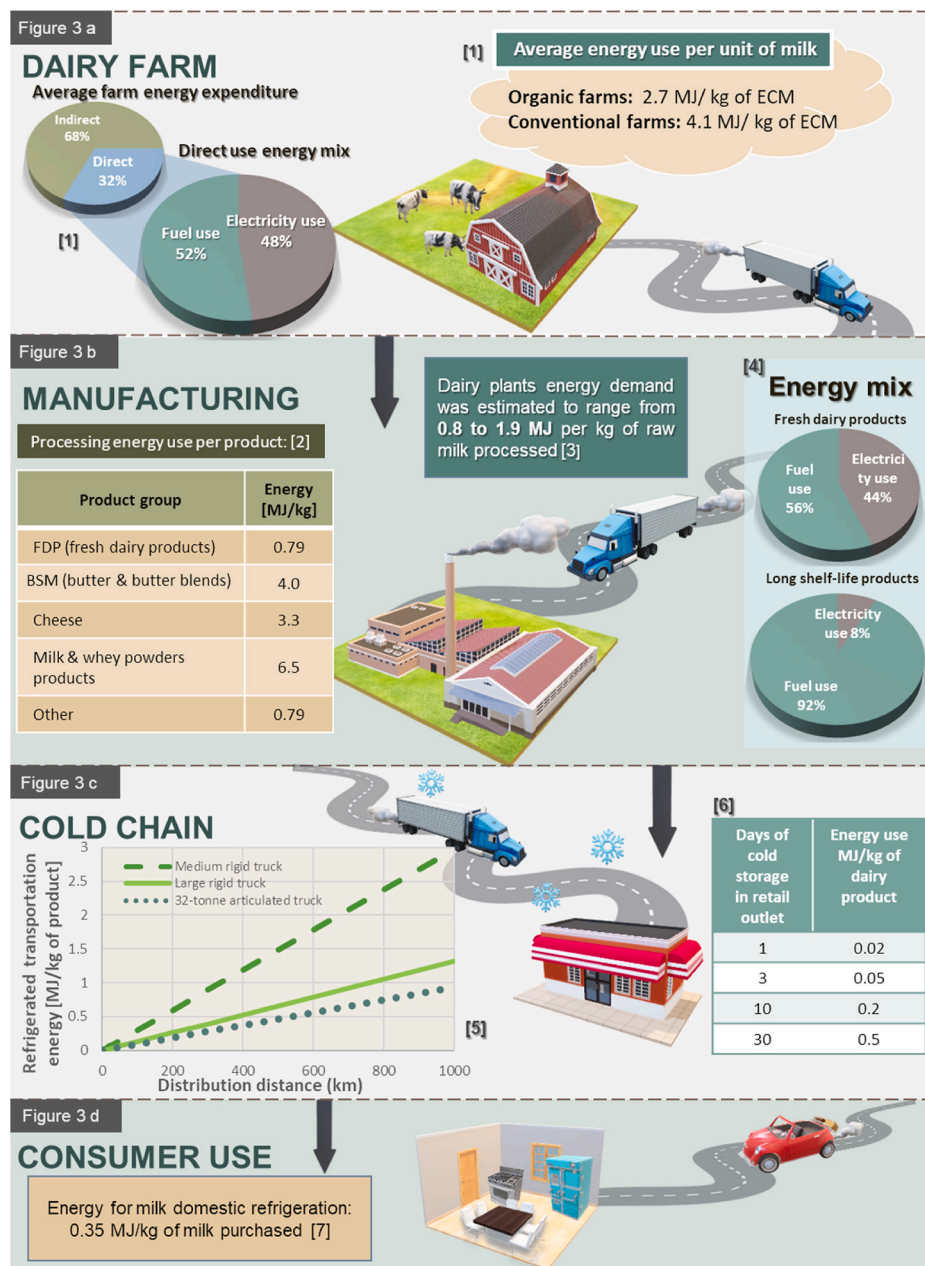 Figure 3 a
DAIRY FARM
Average farm energy expenditure
Indirect
68%
Direct
32%
Direct use energy mix
[1]
Fuel use
52%
Electricity use
48%
[1]
Average energy use per unit of milk
Organic farms: 2.7 MJ/ kg of ECM
Conventional farms: 4.1 MJ/ kg of ECM
Figure 3 b
MANUFACTURING
Processing energy use per product: [2]
Product group
Energy
[MJ/kg]
FDP (fresh dairy products)
0.79
BSM (butter & butter blends)
4.0
Cheese
3.3
Milk & whey powders
products
6.5
Other
0.79
Dairy plants energy demand
was estimated to range from
0.8 to 1.9 MJ per kg of raw
milk processed [3]
[4]
Energy mix
Fresh dairy products
Fuel
use
56%
Electrici
ty use
44%
Long shelf-life products
Electricity
use 8%
Fuel use
92%
Figure 3 c
COLD CHAIN
Refrigerated transportation
energy [MJ/kg of product]
3
2.5
2
1.5
1
0.5
0
Medium rigid truck
Large rigid truck
32-tonne articulated truck
0
200
400
600
800
1000
Distribution distance (km)
[5]
[6]
Days of
cold
storage
in retail
outlet
Energy use
MJ/kg of
dairy
product
1
0.02
3
0.05
10
0.2
30
0.5
Figure 3 d
CONSUMER USE
Energy for milk domestic refrigeration:
0.35 MJ/kg of milk purchased [7]